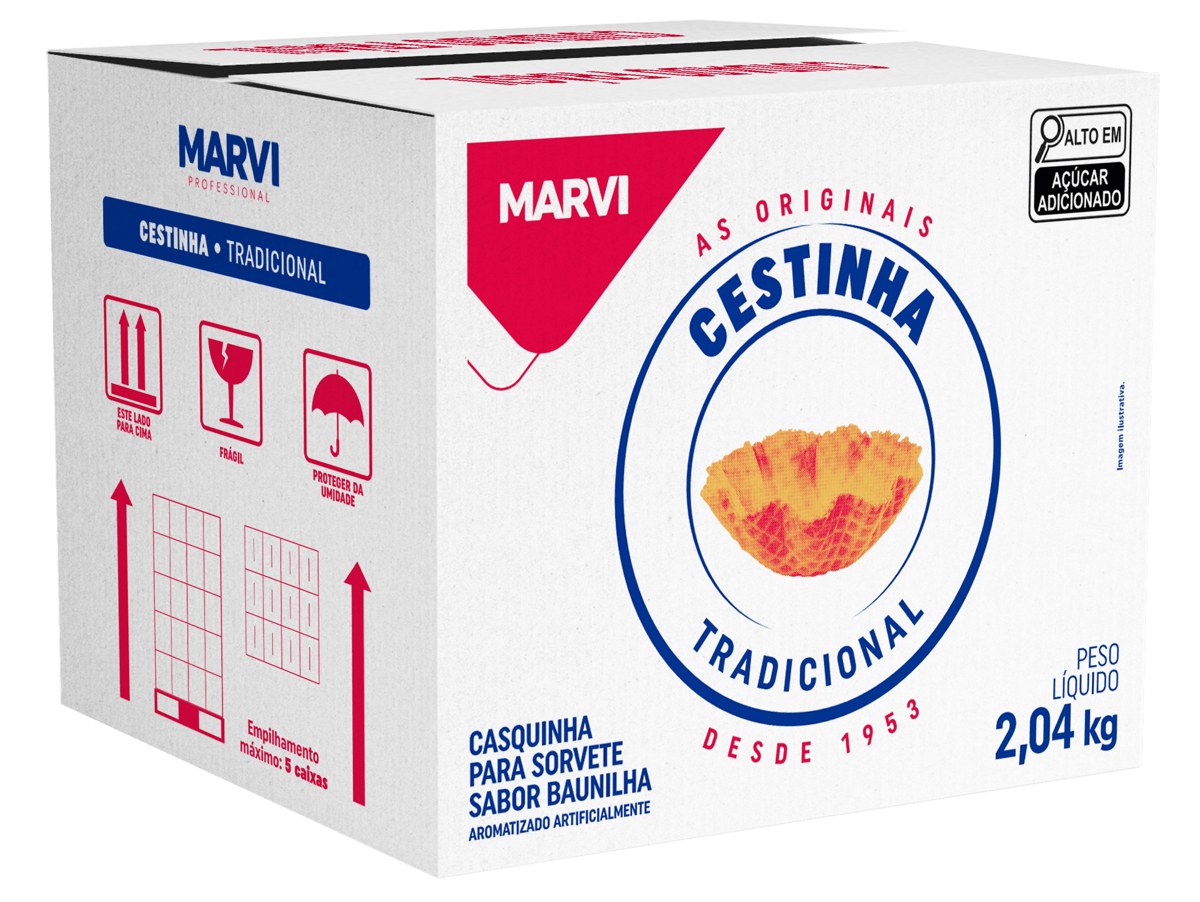 MARVI
PROFESSIONAL
CESTINHA • TRADICIONAL
ESTE LADO
PARA CIMA
FRÁGIL
PROTEGER DA
UMIDADE
Empilhamento
máximo: 5 caixas
MARVI
AS ORIGINAIS
CESTINHA
TRADICIONAL
DESDE 1953
CASQUINHA
PARA SORVETE
SABOR BAUNILHA
AROMATIZADO ARTIFICIALMENTE
ALTO EM
AÇÚCAR
ADICIONADO
Imagem ilustrativa.
PESO
LÍQUIDO
2,04 kg